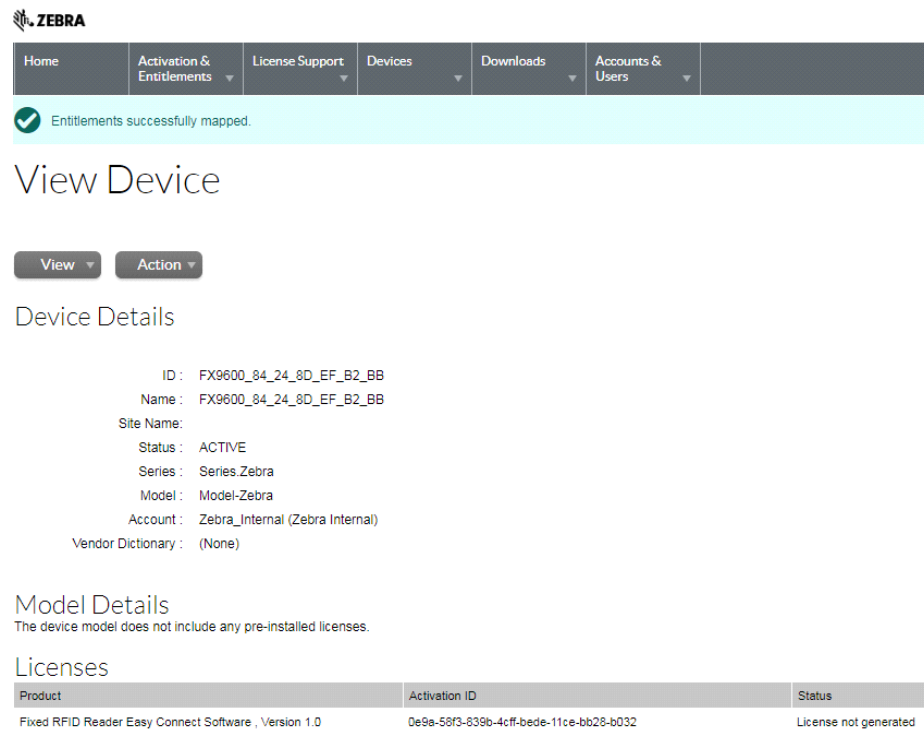 ZEBRA
Home
Activation & Entitlements
License Support
Devices
Downloads
Accounts & Users
Entitlements successfully mapped.
View Device
View
Action
Device Details
ID : FX9600_84_24_8D_EF_B2_BB
Name : FX9600_84_24_8D_EF_B2_BB
Site Name:
Status : ACTIVE
Series : Series.Zebra
Model : Model-Zebra
Account : Zebra_Internal (Zebra Internal)
Vendor Dictionary : (None)
Model Details
The device model does not include any pre-installed licenses.
Licenses
Product Activation ID Status
Fixed RFID Reader Easy Connect Software , Version 1.0 0e9a-58f3-839b-4cff-bede-11ce-bb28-b032 License not generated